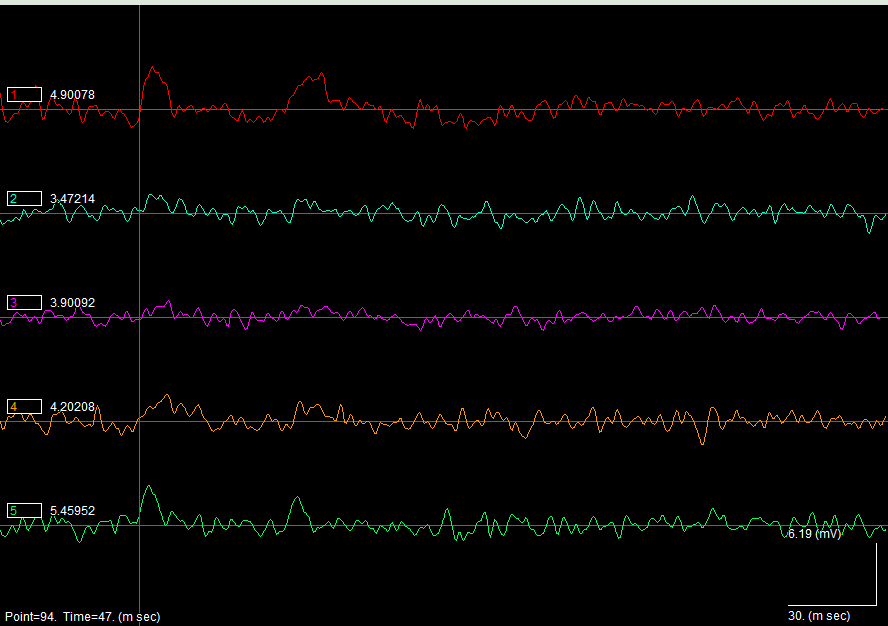 1 4.90078
2 3.47214
3 3.90092
4 4.20208
5 5.45952
6.19 (mV)
Point=94. Time=47. (m sec)
30. (m sec)